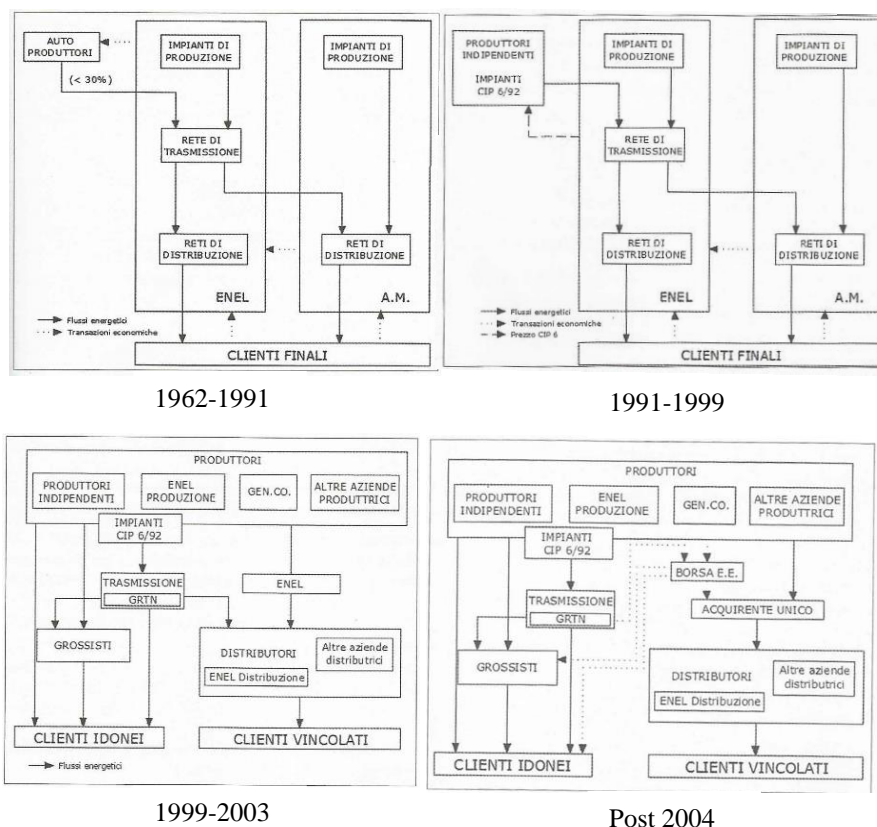 AUTO
PRODUTTORI
(< 30%)
IMPIANTI DI
PRODUZIONE
IMPIANTI DI
PRODUZIONE
RETE DI
TRASMISSIONE
RETI DI
DISTRIBUZIONE
RETI DI
DISTRIBUZIONE
ENEL
A.M.
Flussi energetici
Transazioni economiche
CLIENTI FINALI
1962-1991
PRODUTTORI
INDIPENDENTI
IMPIANTI
CIP 6/92
IMPIANTI DI
PRODUZIONE
IMPIANTI DI
PRODUZIONE
RETE DI
TRASMISSIONE
RETI DI
DISTRIBUZIONE
RETI DI
DISTRIBUZIONE
ENEL
A.M.
Flussi energetici
Transazioni economiche
Prezzo CIP 6
CLIENTI FINALI
1991-1999
PRODUTTORI
PRODUTTORI
INDIPENDENTI
ENEL
PRODUZIONE
GEN.CO.
ALTRE AZIENDE
PRODUTTRICI
IMPIANTI
CIP 6/92
TRASMISSIONE
GRTN
ENEL
GROSSISTI
DISTRIBUTORI
ENEL Distribuzione
Altre aziende
distributrici
CLIENTI IDONEI
CLIENTI VINCOLATI
Flussi energetici
1999-2003
PRODUTTORI
PRODUTTORI
INDIPENDENTI
ENEL
PRODUZIONE
GEN.CO.
ALTRE AZIENDE
PRODUTTRICI
IMPIANTI
CIP 6/92
BORSA E.E.
TRASMISSIONE
GRTN
ACQUIRENTE UNICO
GROSSISTI
DISTRIBUTORI
ENEL Distribuzione
Altre aziende
distributrici
CLIENTI IDONEI
CLIENTI VINCOLATI
Post 2004